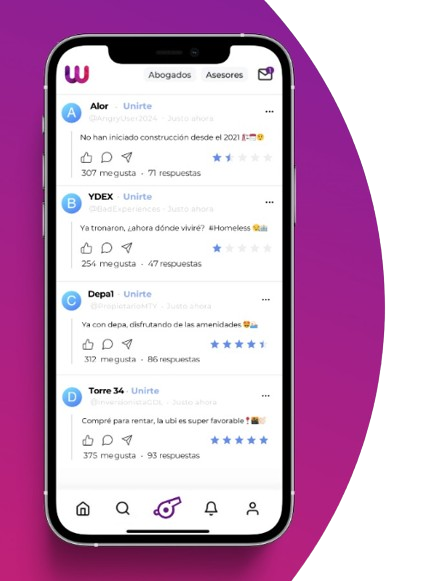 W
Abogados Asesores
1
A Alor · Unirte
@AngryUser2024 · Justo ahora
No han iniciado construcción desde el 2021
307 me gusta · 71 respuestas
B YDEX · Unirte
@BadExperiences · Justo ahora
Ya tronaron, ¿ahora dónde viviré? #Homeless
254 me gusta · 47 respuestas
C Depa1 · Unirte
@PropietarioMTY · Justo ahora
Ya con depa, disfrutando de las amenidades
312 me gusta · 86 respuestas
D Torre 34 · Unirte
@InversionistaGDL · Justo ahora
Compré para rentar, la ubi es super favorable
375 me gusta · 93 respuestas